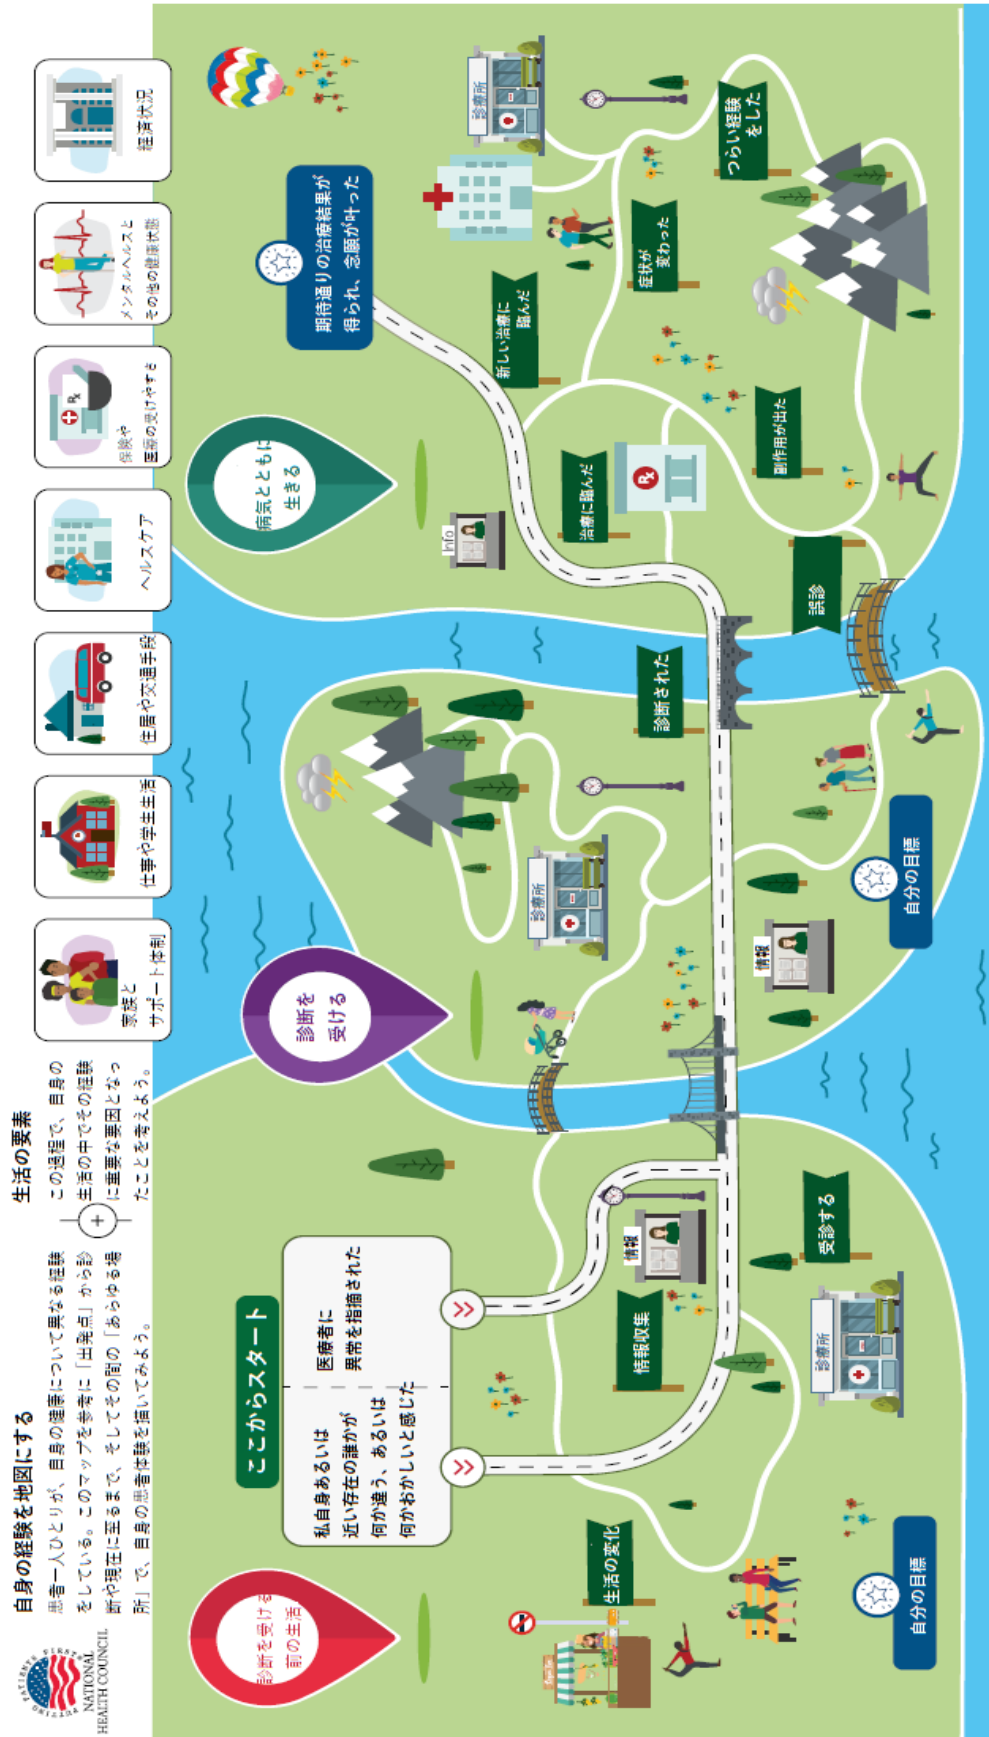 PUTTING PATIENTS FIRST
NATIONAL
HEALTH COUNCIL
自身の経験を地図にする
患者一人ひとりが、自身の健康について異なる経験
をしている。このマップを参考に「出発点」から診
断や現在に至るまで、そしてその間の「あらゆる場
所」で、自身の患者体験を描いてみよう。
+
生活の要素
この過程で、自身の
生活の中でその経験
に重要な要因となっ
たことを考えよう。
家族と
サポート体制
仕事や学生生活
住居や交通手段
ヘルスケア
保険や
医療の受けやすさ
メンタルヘルスと
その他の健康状態
経済状況
診断を受ける
前の生活
ここからスタート
私自身あるいは
近い存在の誰かが
何か違う、あるいは
何かおかしいと感じた
医療者に
異常を指摘された
生活の変化
情報収集
情報
受診する
診療所
自分の目標
診断を
受ける
診療所
情報
診断された
自分の目標
病気とともに
生きる
Info
治療に臨んだ
Rx
誤診
副作用が出た
新しい治療に
臨んだ
症状が
変わった
つらい経験
をした
診療所
期待通りの治療結果が
得られ、念願が叶った